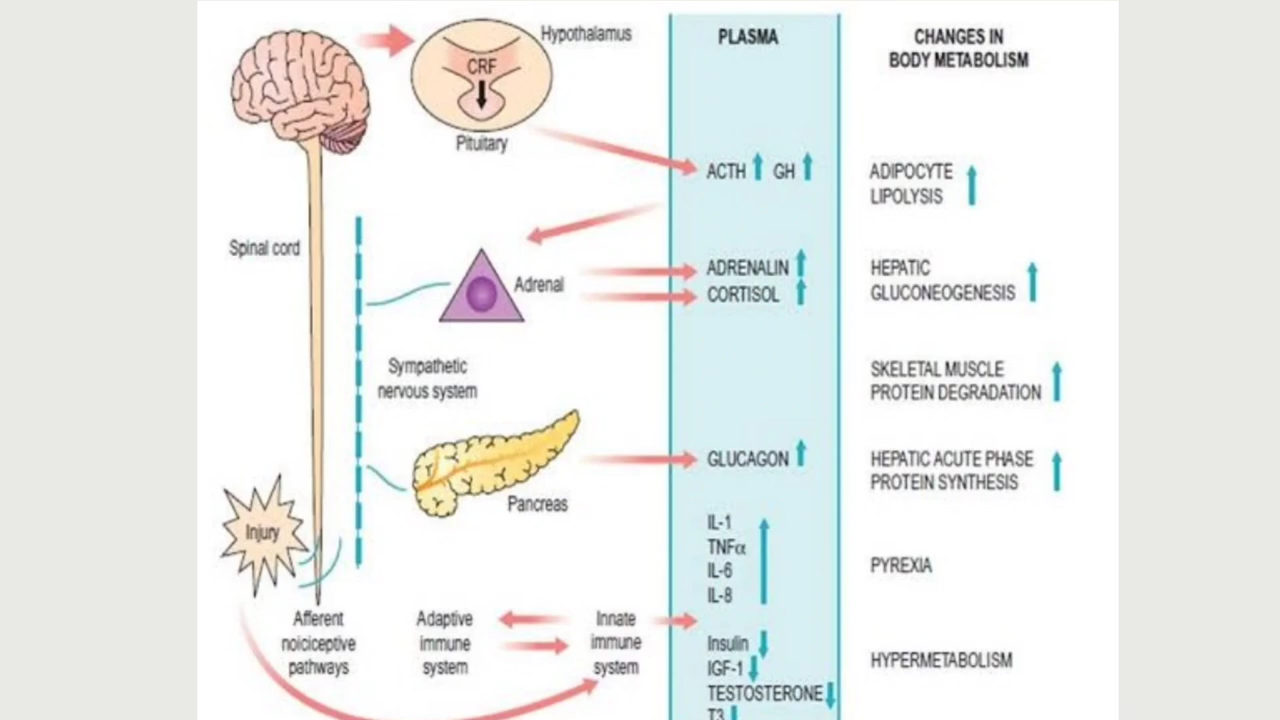 Hypothalamus
CRF
Pituitary
Spinal cord
Adrenal
Sympathetic
nervous system
Pancreas
Injury
Afferent
noiciceptive
pathways
Adaptive
immune
system
Innate
immune
system
PLASMA
ACTH GH
ADRENALIN
CORTISOL
GLUCAGON
IL-1
TNFα
IL-6
IL-8
Insulin
IGF-1
TESTOSTERONE
T3
CHANGES IN
BODY METABOLISM
ADIPOCYTE
LIPOLYSIS
HEPATIC
GLUCONEOGENESIS
SKELETAL MUSCLE
PROTEIN DEGRADATION
HEPATIC ACUTE PHASE
PROTEIN SYNTHESIS
PYREXIA
HYPERMETABOLISM